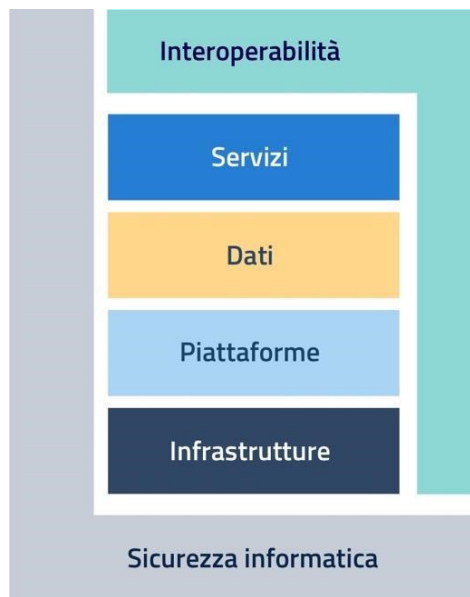 Interoperabilità
Servizi
Dati
Piattaforme
Infrastrutture
Sicurezza informatica